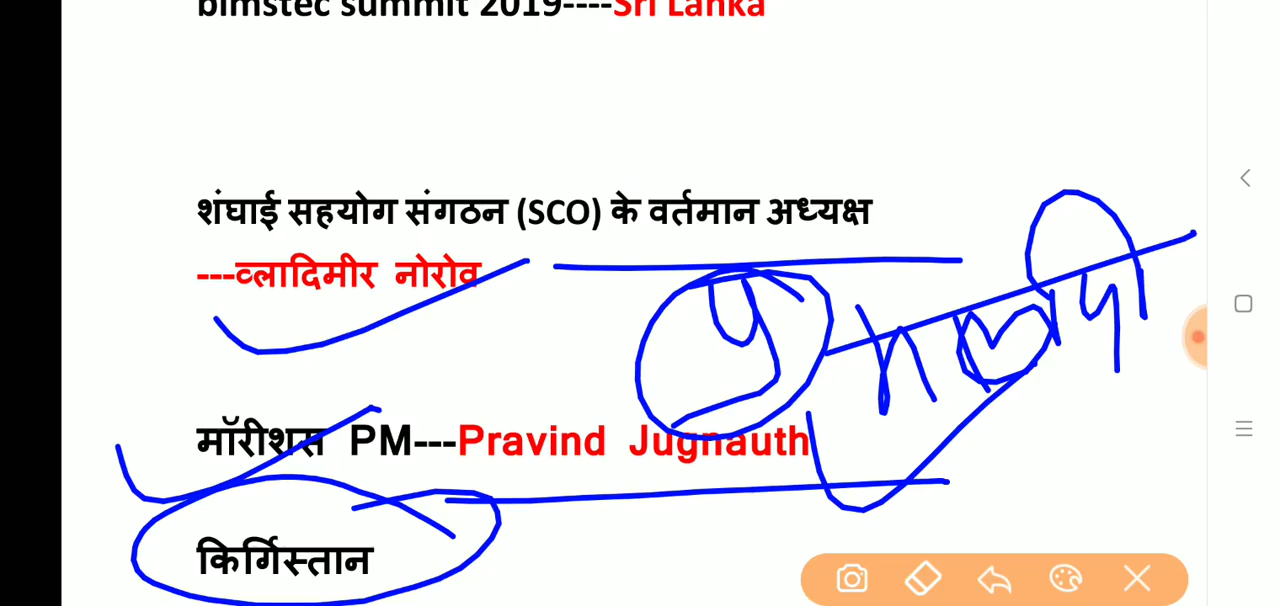 bimstec summit 2019----Sri Lanka
शंघाई सहयोग संगठन (SCO) के वर्तमान अध्यक्ष
---व्लादिमीर नोरोव
मॉरीशस PM---Pravind Jugnauth
किर्गिस्तान